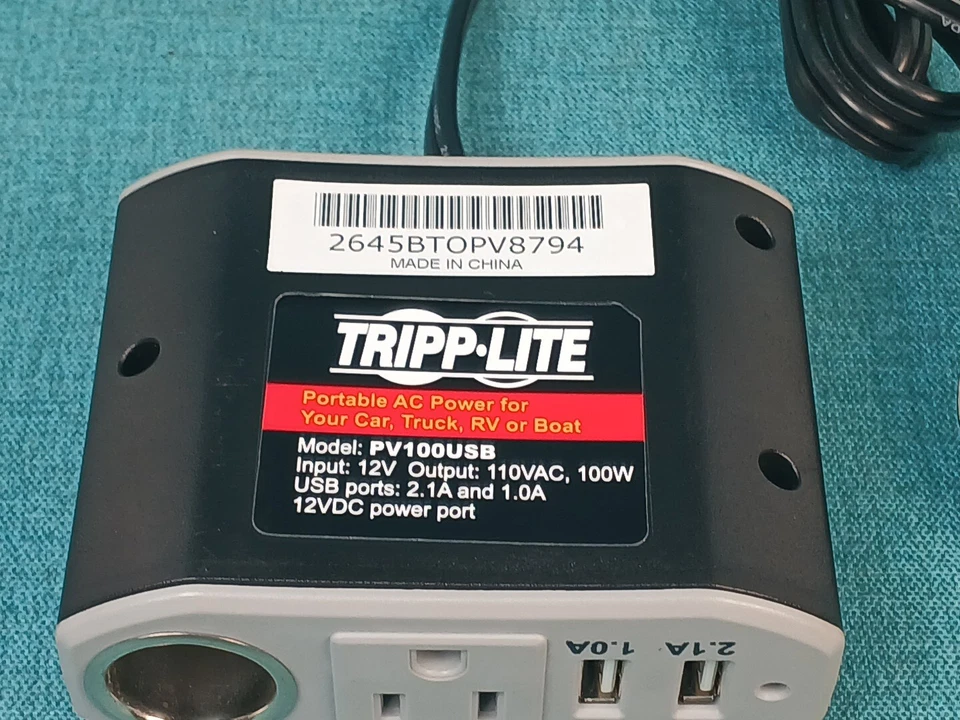 2645BTOPV8794
MADE IN CHINA
TRIPP·LITE
Portable AC Power for
Your Car, Truck, RV or Boat
Model: PV100USB
Input: 12V Output: 110VAC, 100W
USB ports: 2.1A and 1.0A
12VDC power port
1.0A 2.1A